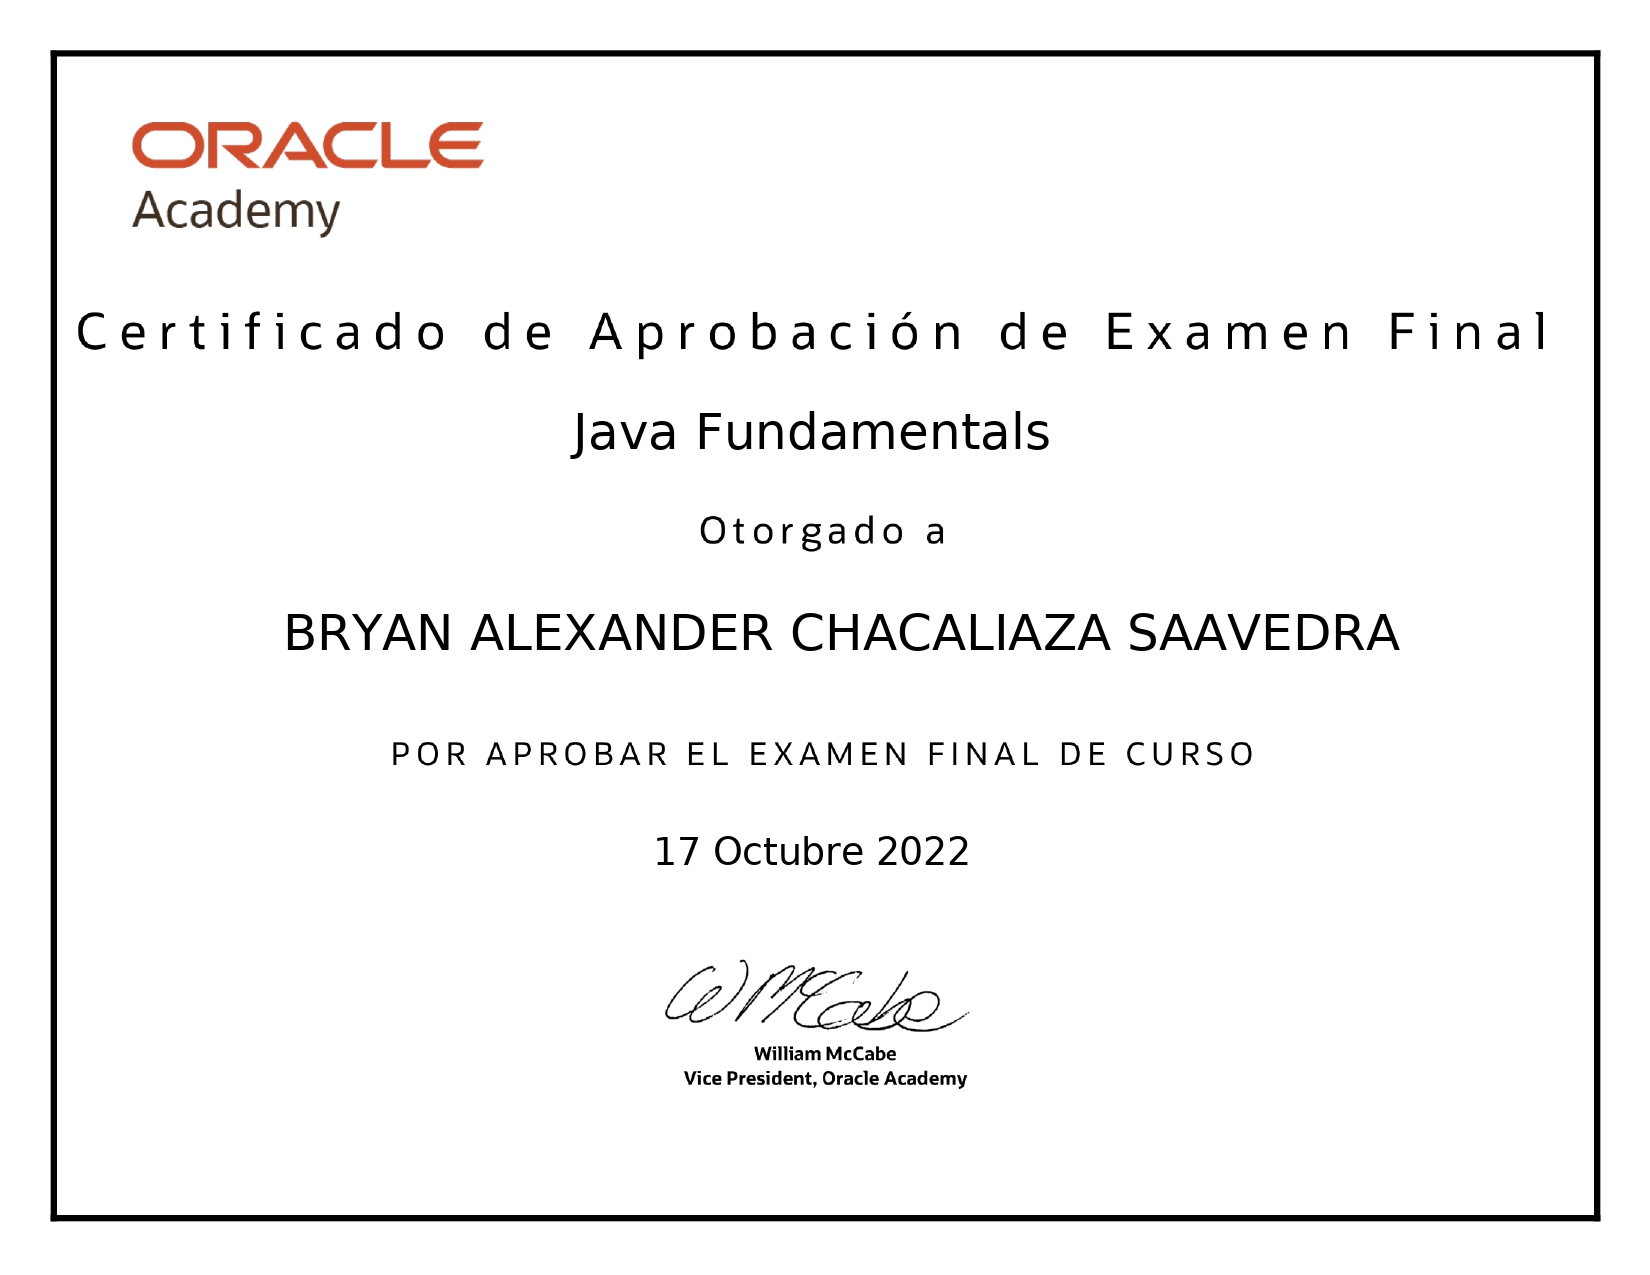 ORACLE
Academy
Certificado de Aprobación de Examen Final
Java Fundamentals
Otorgado a
BRYAN ALEXANDER CHACALIAZA SAAVEDRA
POR APROBAR EL EXAMEN FINAL DE CURSO
17 Octubre 2022
W McCabe
William McCabe
Vice President, Oracle Academy